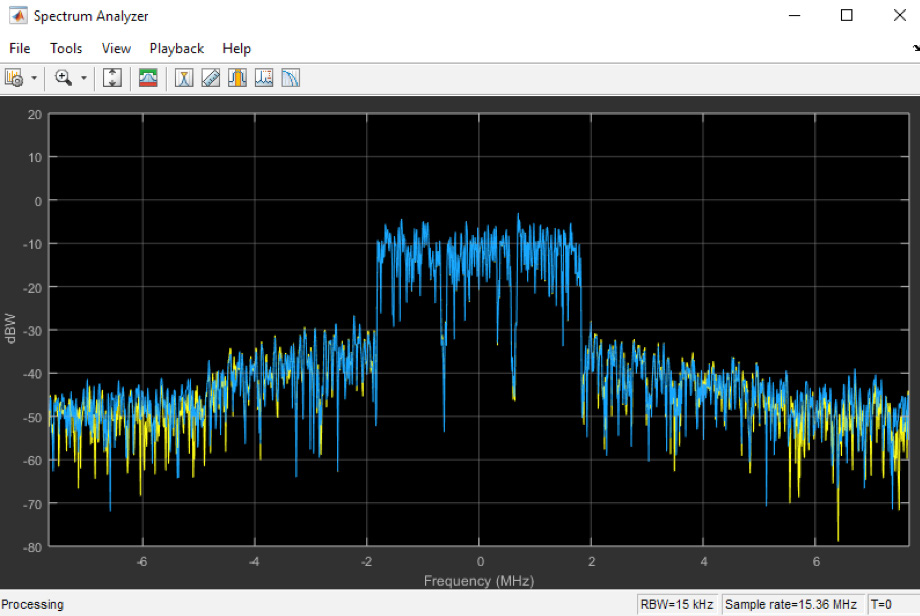 Spectrum Analyzer
File Tools View Playback Help
20
10
0
-10
-20
-30
-40
-50
-60
-70
-80
dBW
-6 -4 -2 0 2 4 6
Frequency (MHz)
Processing RBW=15 kHz Sample rate=15.36 MHz T=0